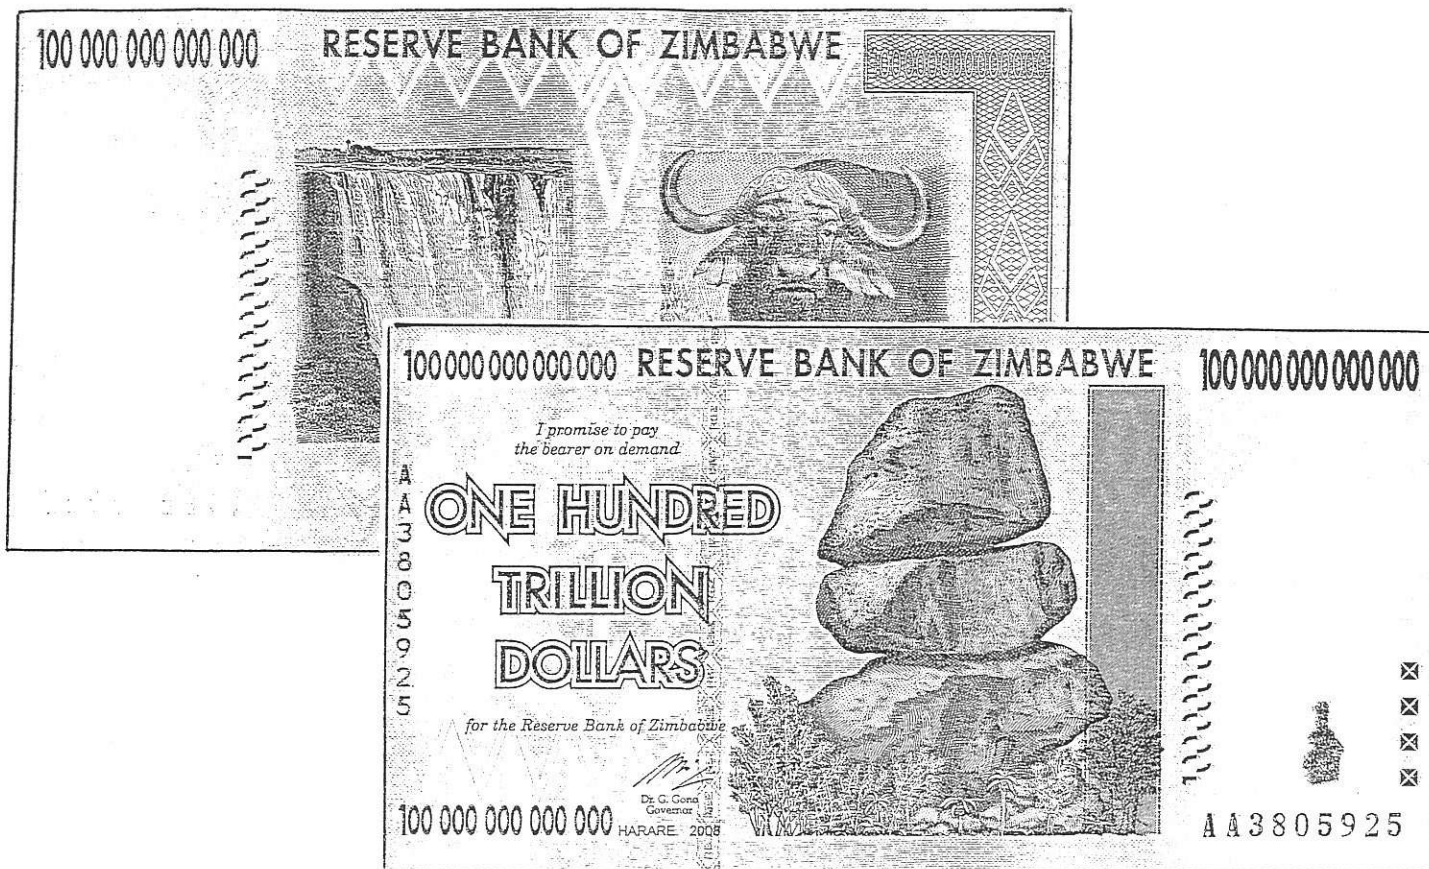 100 000 000 000 000
RESERVE BANK OF ZIMBABWE
100 000 000 000 000
RESERVE BANK OF ZIMBABWE
100 000 000 000 000
I promise to pay
the bearer on demand
ONE HUNDRED
TRILLION
DOLLARS
for the Reserve Bank of Zimbabwe
Dr. G. Gono
Governor
100 000 000 000 000
HARARE 2008
AA3805925
AA3805925